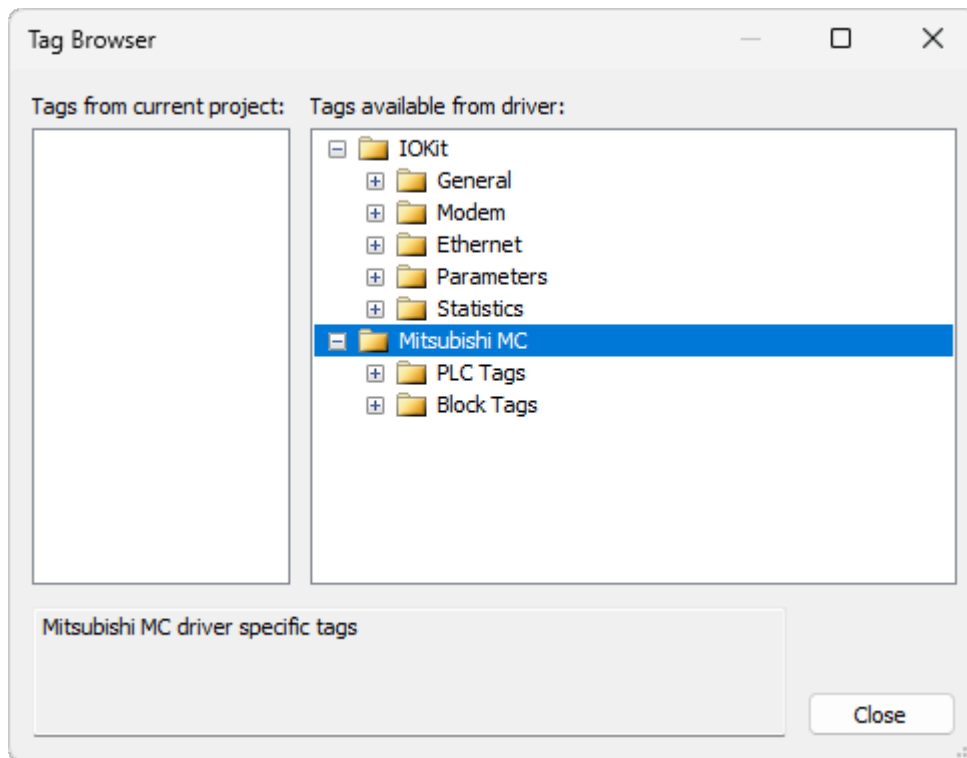 Tag Browser
Tags from current project:
Tags available from driver:
IOKit
General
Modem
Ethernet
Parameters
Statistics
Mitsubishi MC
PLC Tags
Block Tags
Mitsubishi MC driver specific tags
Close